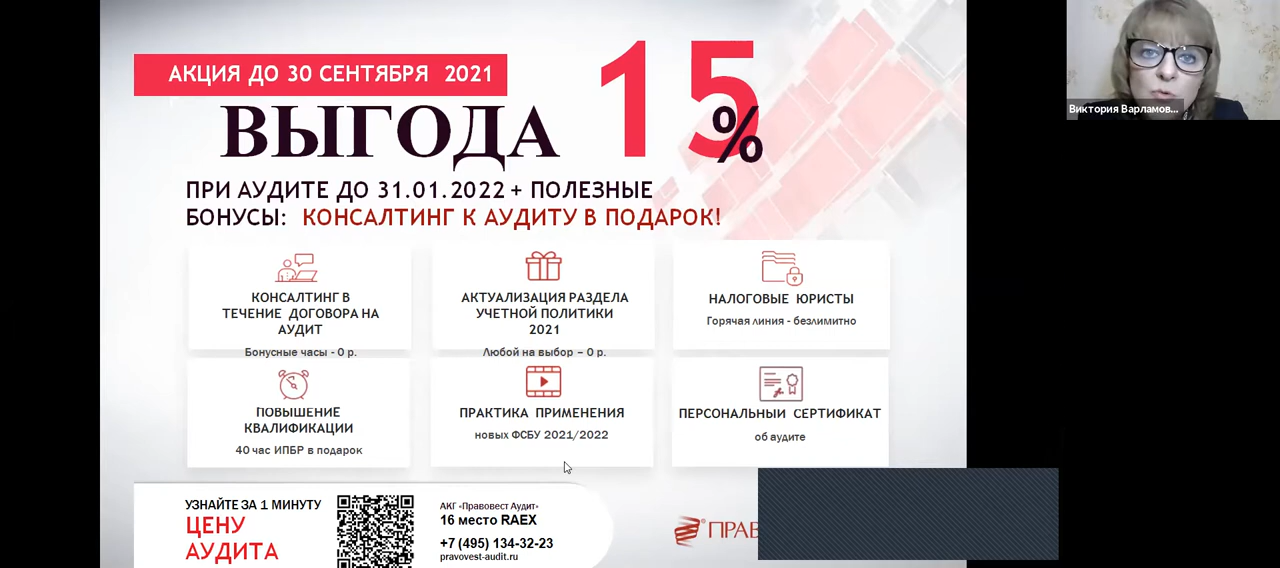 АКЦИЯ ДО 30 СЕНТЯБРЯ 2021
ВЫГОДА 15%
ПРИ АУДИТЕ ДО 31.01.2022 + ПОЛЕЗНЫЕ
БОНУСЫ: КОНСАЛТИНГ К АУДИТУ В ПОДАРОК!
КОНСАЛТИНГ В
ТЕЧЕНИЕ ДОГОВОРА НА
АУДИТ
Бонусные часы - 0 р.
АКТУАЛИЗАЦИЯ РАЗДЕЛА
УЧЕТНОЙ ПОЛИТИКИ
2021
Любой на выбор – 0 р.
НАЛОГОВЫЕ ЮРИСТЫ
Горячая линия - безлимитно
ПОВЫШЕНИЕ
КВАЛИФИКАЦИИ
40 час ИПБР в подарок
ПРАКТИКА ПРИМЕНЕНИЯ
новых ФСБУ 2021/2022
ПЕРСОНАЛЬНЫЙ СЕРТИФИКАТ
об аудите
УЗНАЙТЕ ЗА 1 МИНУТУ
ЦЕНУ
АУДИТА
АКГ «Правовест Аудит»
16 место RAEX
+7 (495) 134-32-23
pravovest-audit.ru
Виктория Варламов...